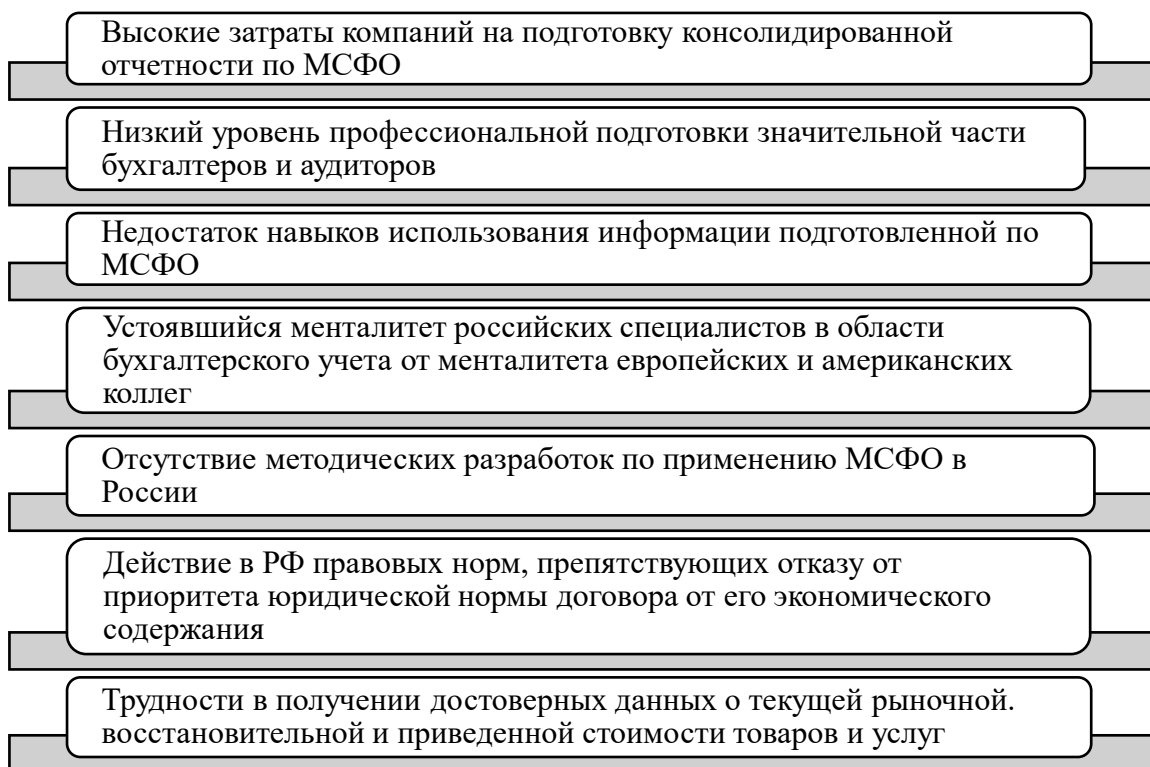 Высокие затраты компаний на подготовку консолидированной
отчетности по МСФО
Низкий уровень профессиональной подготовки значительной части
бухгалтеров и аудиторов
Недостаток навыков использования информации подготовленной по
МСФО
Устоявшийся менталитет российских специалистов в области
бухгалтерского учета от менталитета европейских и американских
коллег
Отсутствие методических разработок по применению МСФО в
России
Действие в РФ правовых норм, препятствующих отказу от
приоритета юридической нормы договора от его экономического
содержания
Трудности в получении достоверных данных о текущей рыночной.
восстановительной и приведенной стоимости товаров и услуг